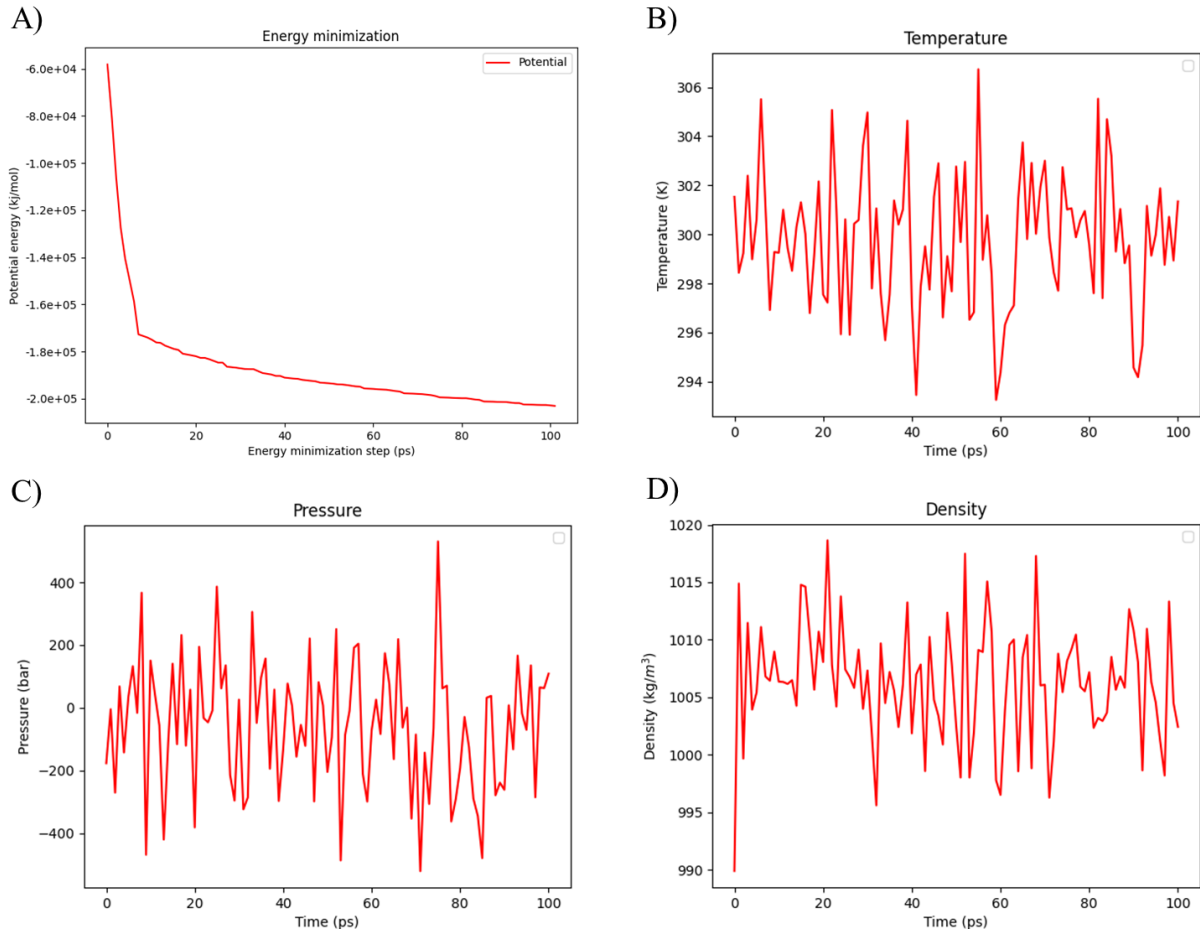 A)
Energy minimization
Potential
Potential energy (kj/mol)
-6.0e+04
-8.0e+04
-1.0e+05
-1.2e+05
-1.4e+05
-1.6e+05
-1.8e+05
-2.0e+05
0 20 40 60 80 100
Energy minimization step (ps)
B)
Temperature
Temperature (K)
306
304
302
300
298
296
294
0 20 40 60 80 100
Time (ps)
C)
Pressure
Pressure (bar)
400
200
0
−200
−400
0 20 40 60 80 100
Time (ps)
D)
Density
Density (kg/m³)
1020
1015
1010
1005
1000
995
990
0 20 40 60 80 100
Time (ps)